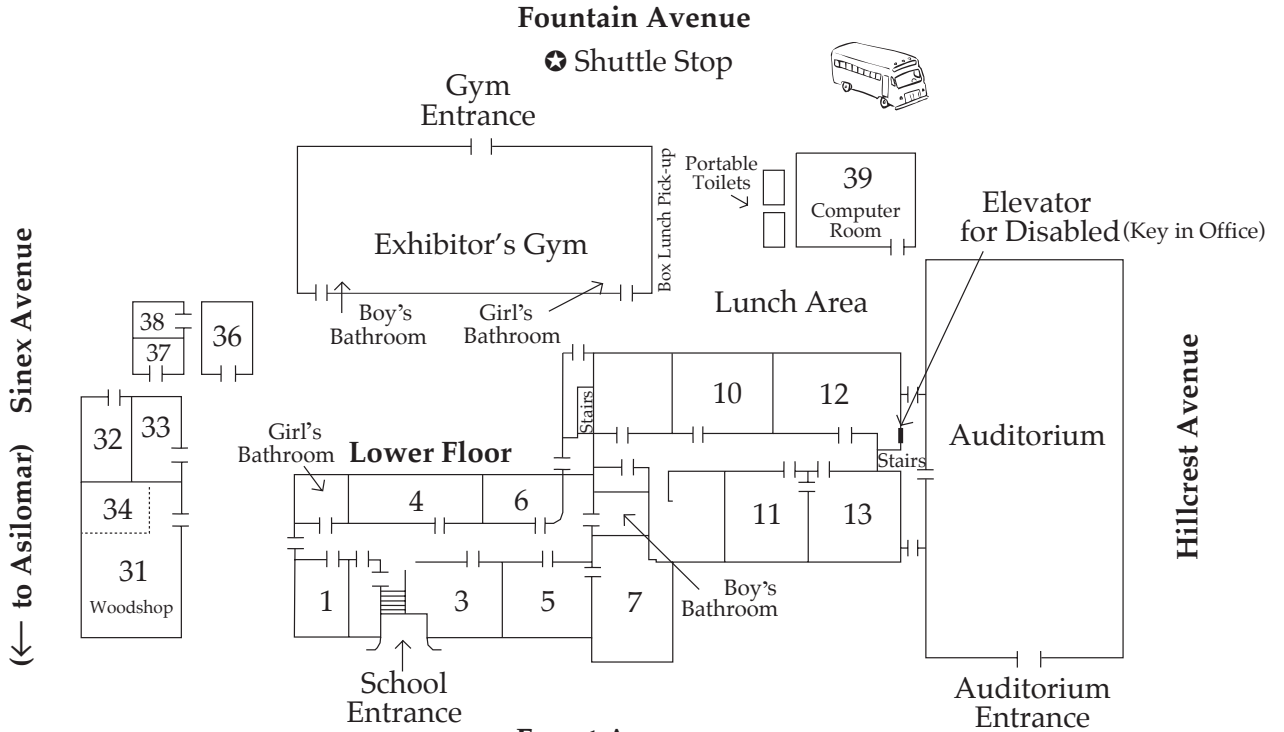 Fountain Avenue
✪ Shuttle Stop
Gym
Entrance
Box Lunch Pick-up
Portable
Toilets
39
Computer
Room
Elevator
for Disabled (Key in Office)
Exhibitor's Gym
Boy's
Bathroom
Girl's
Bathroom
Lunch Area
Sinex Avenue
(← to Asilomar)
38
37
36
32
33
34
31
Woodshop
Stairs
10
12
Auditorium
Hillcrest Avenue
Girl's
Bathroom
Lower Floor
Stairs
4
6
11
13
1
3
5
7
Boy's
Bathroom
School
Entrance
Auditorium
Entrance